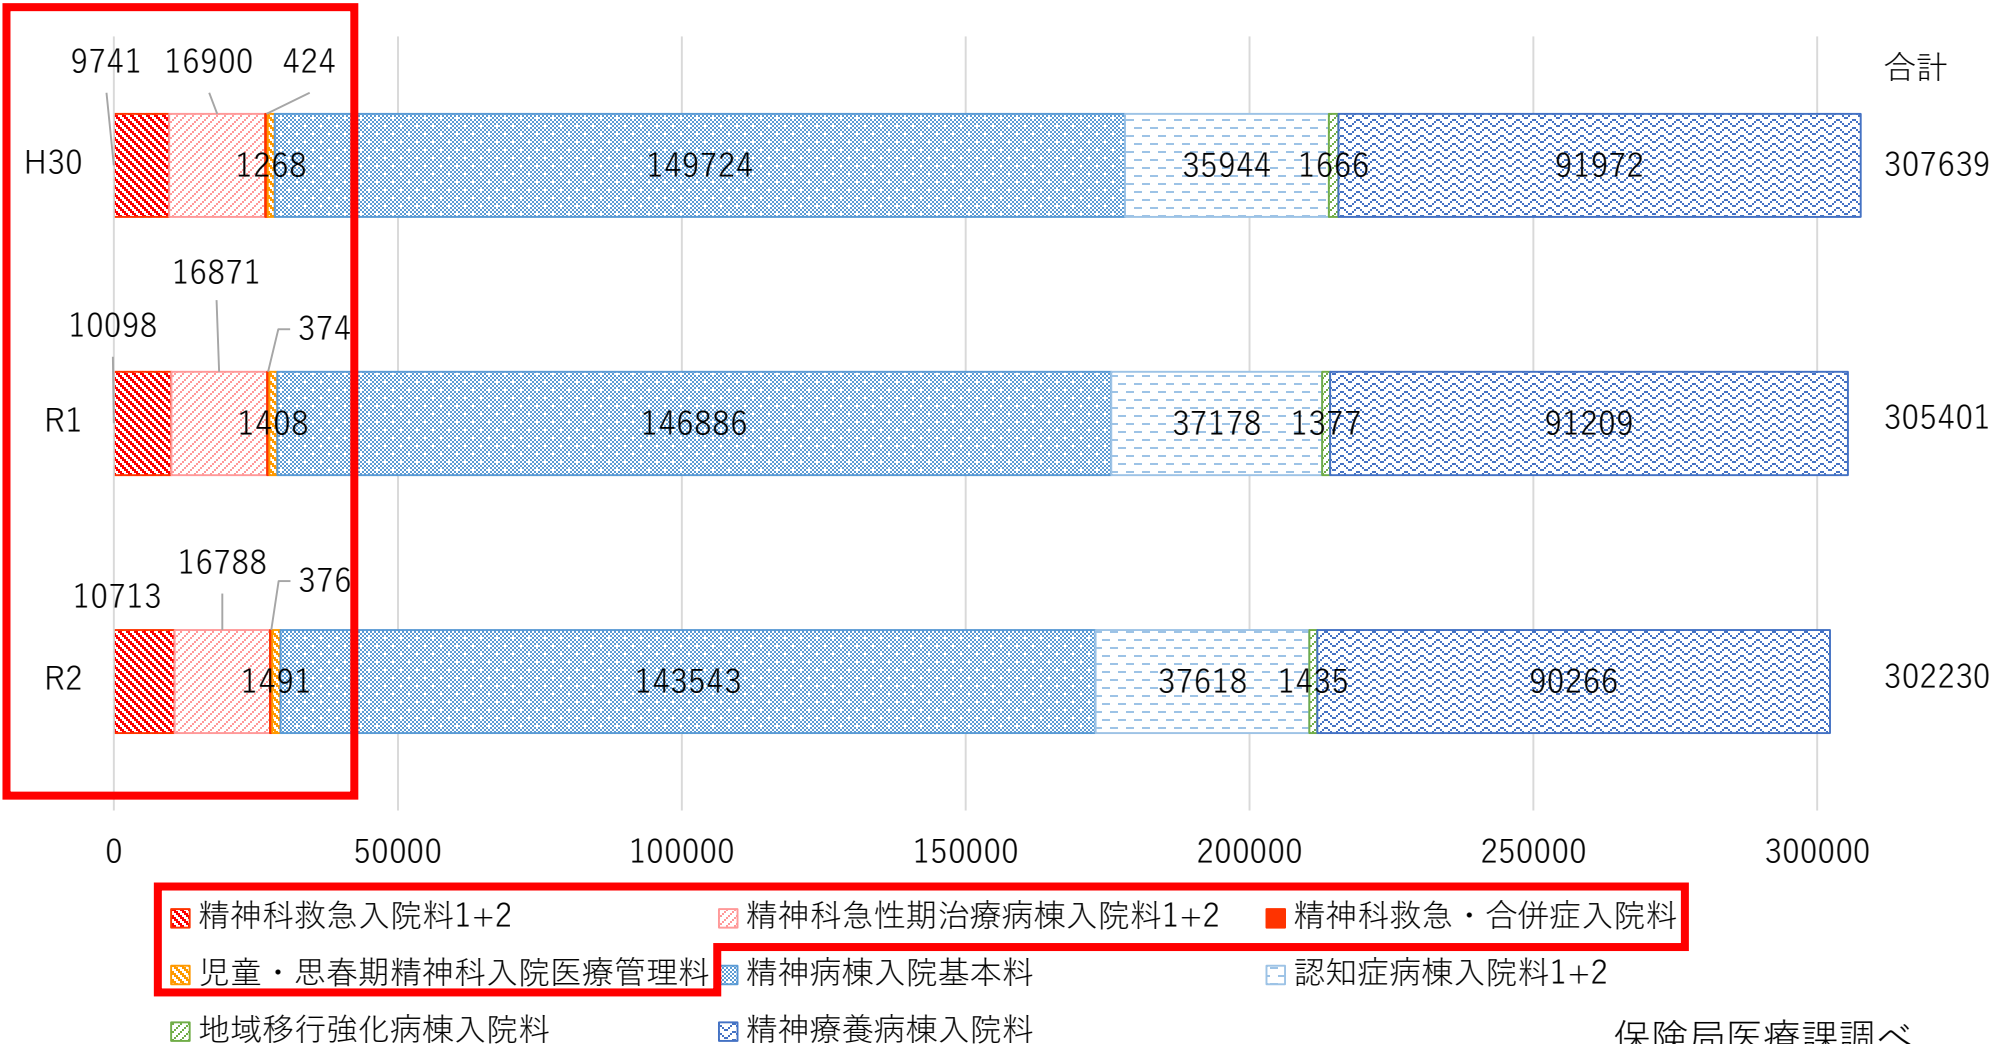 9741 16900 424
合計
H30 1268 149724 35944 1666 91972 307639
16871
10098 374
R1 1408 146886 37178 1377 91209 305401
16788 376
10713
R2 1491 143543 37618 1435 90266 302230
0 50000 100000 150000 200000 250000 300000
精神科救急入院料1+2 精神科急性期治療病棟入院料1+2 精神科救急・合併症入院料
児童・思春期精神科入院医療管理料 精神病棟入院基本料 認知症病棟入院料1+2
地域移行強化病棟入院料 精神療養病棟入院料
保険局医療課調べ